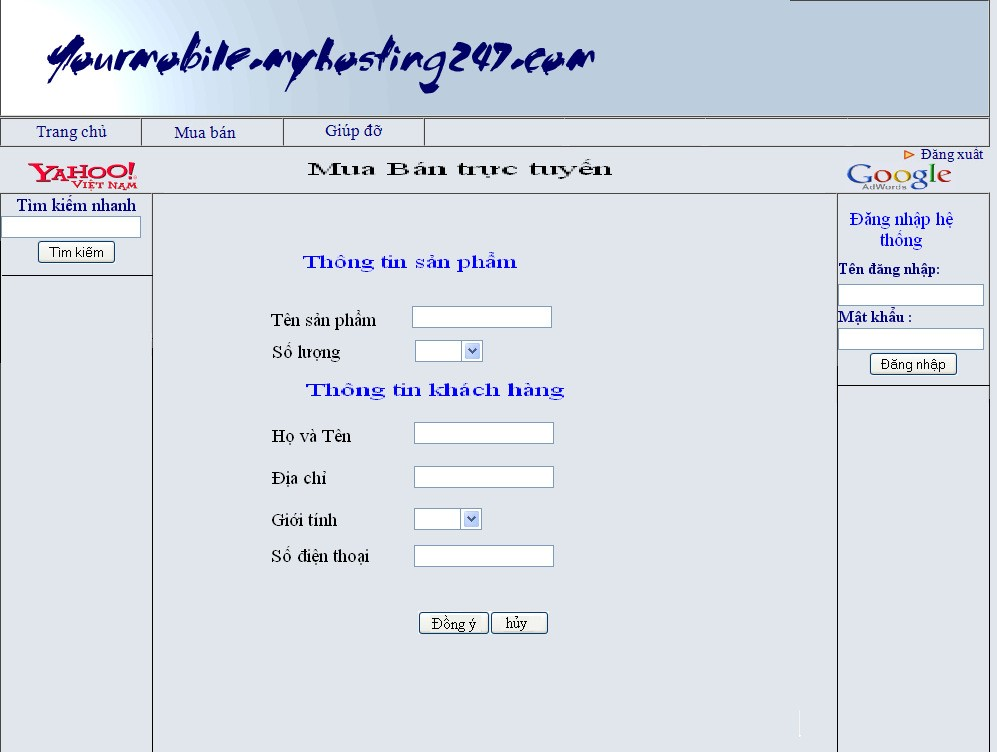 Yourmobile.myhosting247.com
Trang chủ
Mua bán
Giúp đỡ
YAHOO!
VIỆT NAM
Mua Bán trực tuyến
Đăng xuất
Google
AdWords
Tìm kiếm nhanh
Tìm kiếm
Thông tin sản phẩm
Tên sản phẩm
Số lượng
Thông tin khách hàng
Họ và Tên
Địa chỉ
Giới tính
Số điện thoại
Đồng ý
hủy
Đăng nhập hệ
thống
Tên đăng nhập:
Mật khẩu :
Đăng nhập